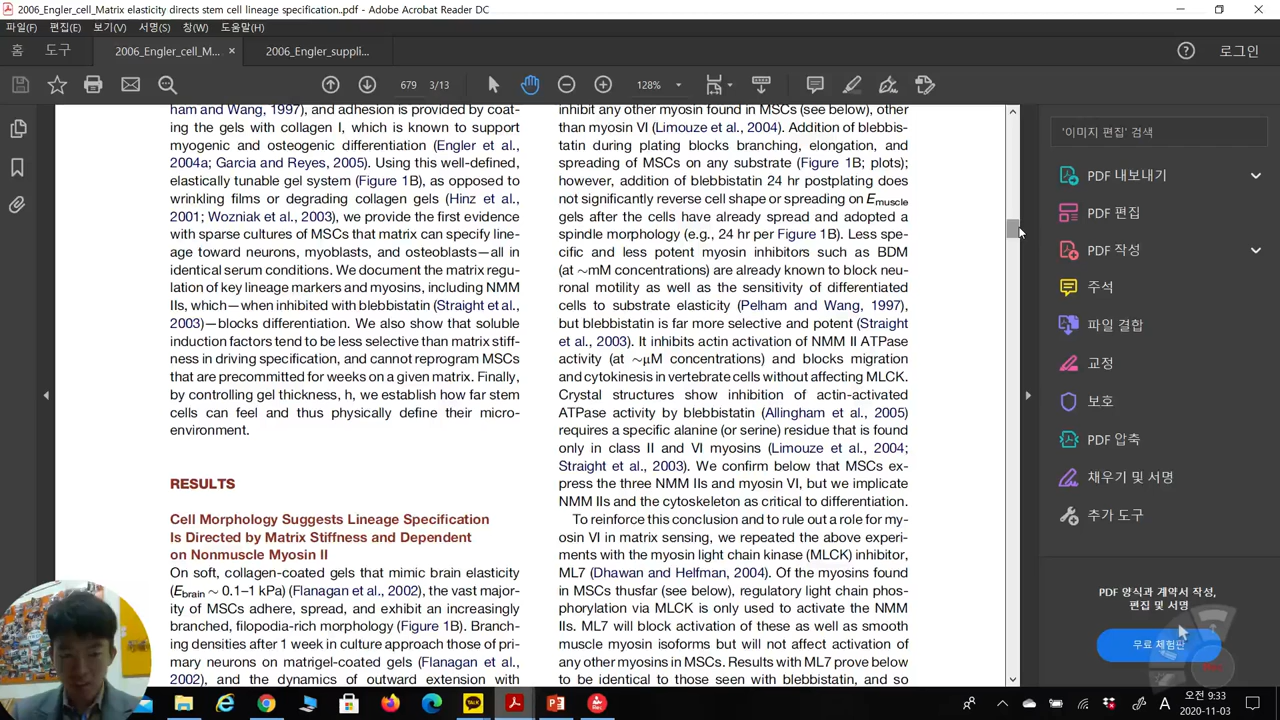 2006_Engler_cell_Matrix elasticity directs stem cell lineage specification..pdf - Adobe Acrobat Reader DC
파일(F) 편집(E) 보기(V) 서명(S) 창(W) 도움말(H)
홈 도구 2006_Engler_cell_M... × 2006_Engler_suppli... 로그인
679 3/13 128%
ham and Wang, 1997), and adhesion is provided by coat-
ing the gels with collagen I, which is known to support
myogenic and osteogenic differentiation (Engler et al.,
2004a; Garcia and Reyes, 2005). Using this well-defined,
elastically tunable gel system (Figure 1B), as opposed to
wrinkling films or degrading collagen gels (Hinz et al.,
2001; Wozniak et al., 2003), we provide the first evidence
with sparse cultures of MSCs that matrix can specify line-
age toward neurons, myoblasts, and osteoblasts—all in
identical serum conditions. We document the matrix regu-
lation of key lineage markers and myosins, including NMM
IIs, which—when inhibited with blebbistatin (Straight et al.,
2003)—blocks differentiation. We also show that soluble
induction factors tend to be less selective than matrix stiff-
ness in driving specification, and cannot reprogram MSCs
that are precommitted for weeks on a given matrix. Finally,
by controlling gel thickness, h, we establish how far stem
cells can feel and thus physically define their micro-
environment.
RESULTS
Cell Morphology Suggests Lineage Specification
Is Directed by Matrix Stiffness and Dependent
on Nonmuscle Myosin II
On soft, collagen-coated gels that mimic brain elasticity
(Ebrain ∼ 0.1–1 kPa) (Flanagan et al., 2002), the vast major-
ity of MSCs adhere, spread, and exhibit an increasingly
branched, filopodia-rich morphology (Figure 1B). Branch-
ing densities after 1 week in culture approach those of pri-
mary neurons on matrigel-coated gels (Flanagan et al.,
2002), and the dynamics of outward extension with
inhibit any other myosin found in MSCs (see below), other
than myosin VI (Limouze et al., 2004). Addition of blebbis-
tatin during plating blocks branching, elongation, and
spreading of MSCs on any substrate (Figure 1B; plots);
however, addition of blebbistatin 24 hr postplating does
not significantly reverse cell shape or spreading on Emuscle
gels after the cells have already spread and adopted a
spindle morphology (e.g., 24 hr per Figure 1B). Less spe-
cific and less potent myosin inhibitors such as BDM
(at ∼mM concentrations) are already known to block neu-
ronal motility as well as the sensitivity of differentiated
cells to substrate elasticity (Pelham and Wang, 1997),
but blebbistatin is far more selective and potent (Straight
et al., 2003). It inhibits actin activation of NMM II ATPase
activity (at ∼μM concentrations) and blocks migration
and cytokinesis in vertebrate cells without affecting MLCK.
Crystal structures show inhibition of actin-activated
ATPase activity by blebbistatin (Allingham et al., 2005)
requires a specific alanine (or serine) residue that is found
only in class II and VI myosins (Limouze et al., 2004;
Straight et al., 2003). We confirm below that MSCs ex-
press the three NMM IIs and myosin VI, but we implicate
NMM IIs and the cytoskeleton as critical to differentiation.
To reinforce this conclusion and to rule out a role for my-
osin VI in matrix sensing, we repeated the above experi-
ments with the myosin light chain kinase (MLCK) inhibitor,
ML7 (Dhawan and Helfman, 2004). Of the myosins found
in MSCs thusfar (see below), regulatory light chain phos-
phorylation via MLCK is only used to activate the NMM
IIs. ML7 will block activation of these as well as smooth
muscle myosin isoforms but will not affect activation of
any other myosins in MSCs. Results with ML7 prove below
to be identical to those seen with blebbistatin, and so
'이미지 편집' 검색
PDF 내보내기
PDF 편집
PDF 작성
주석
파일 결합
교정
보호
PDF 압축
채우기 및 서명
추가 도구
PDF 양식과 계약서 작성,
편집 및 서명
무료 체험판
오전 9:33
2020-11-03